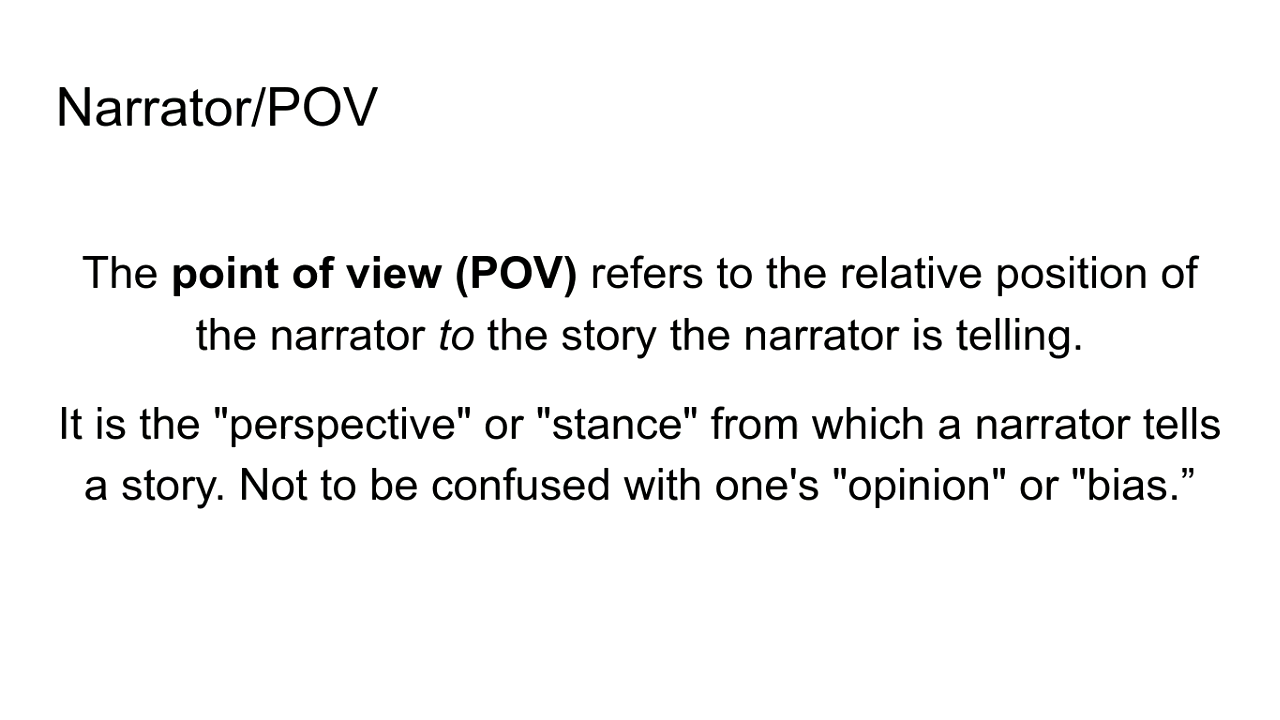 Narrator/POV
The point of view (POV) refers to the relative position of
the narrator to the story the narrator is telling.
It is the "perspective" or "stance" from which a narrator tells
a story. Not to be confused with one's "opinion" or "bias.”